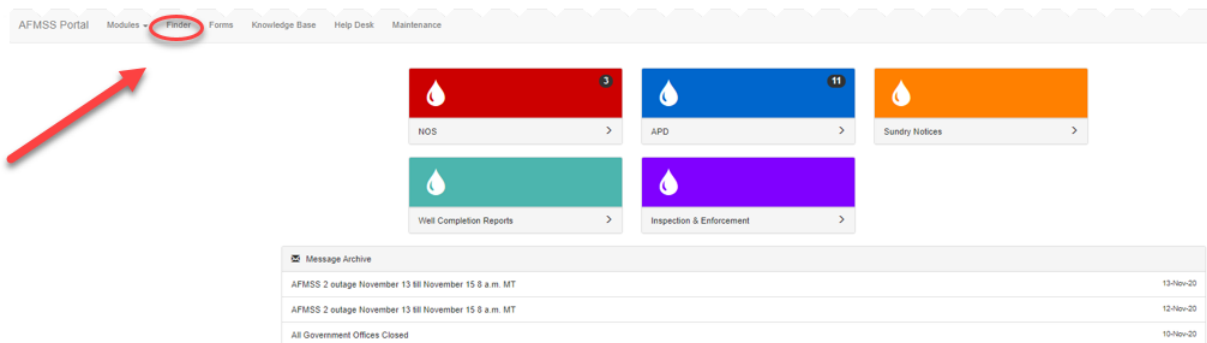 AFMSS Portal Modules Finder Forms Knowledge Base Help Desk Maintenance
3 11
NOS APD Sundry Notices
Well Completion Reports Inspection & Enforcement
Message Archive
AFMSS 2 outage November 13 till November 15 8 a.m. MT 13-Nov-20
AFMSS 2 outage November 13 till November 15 8 a.m. MT 12-Nov-20
All Government Offices Closed 10-Nov-20